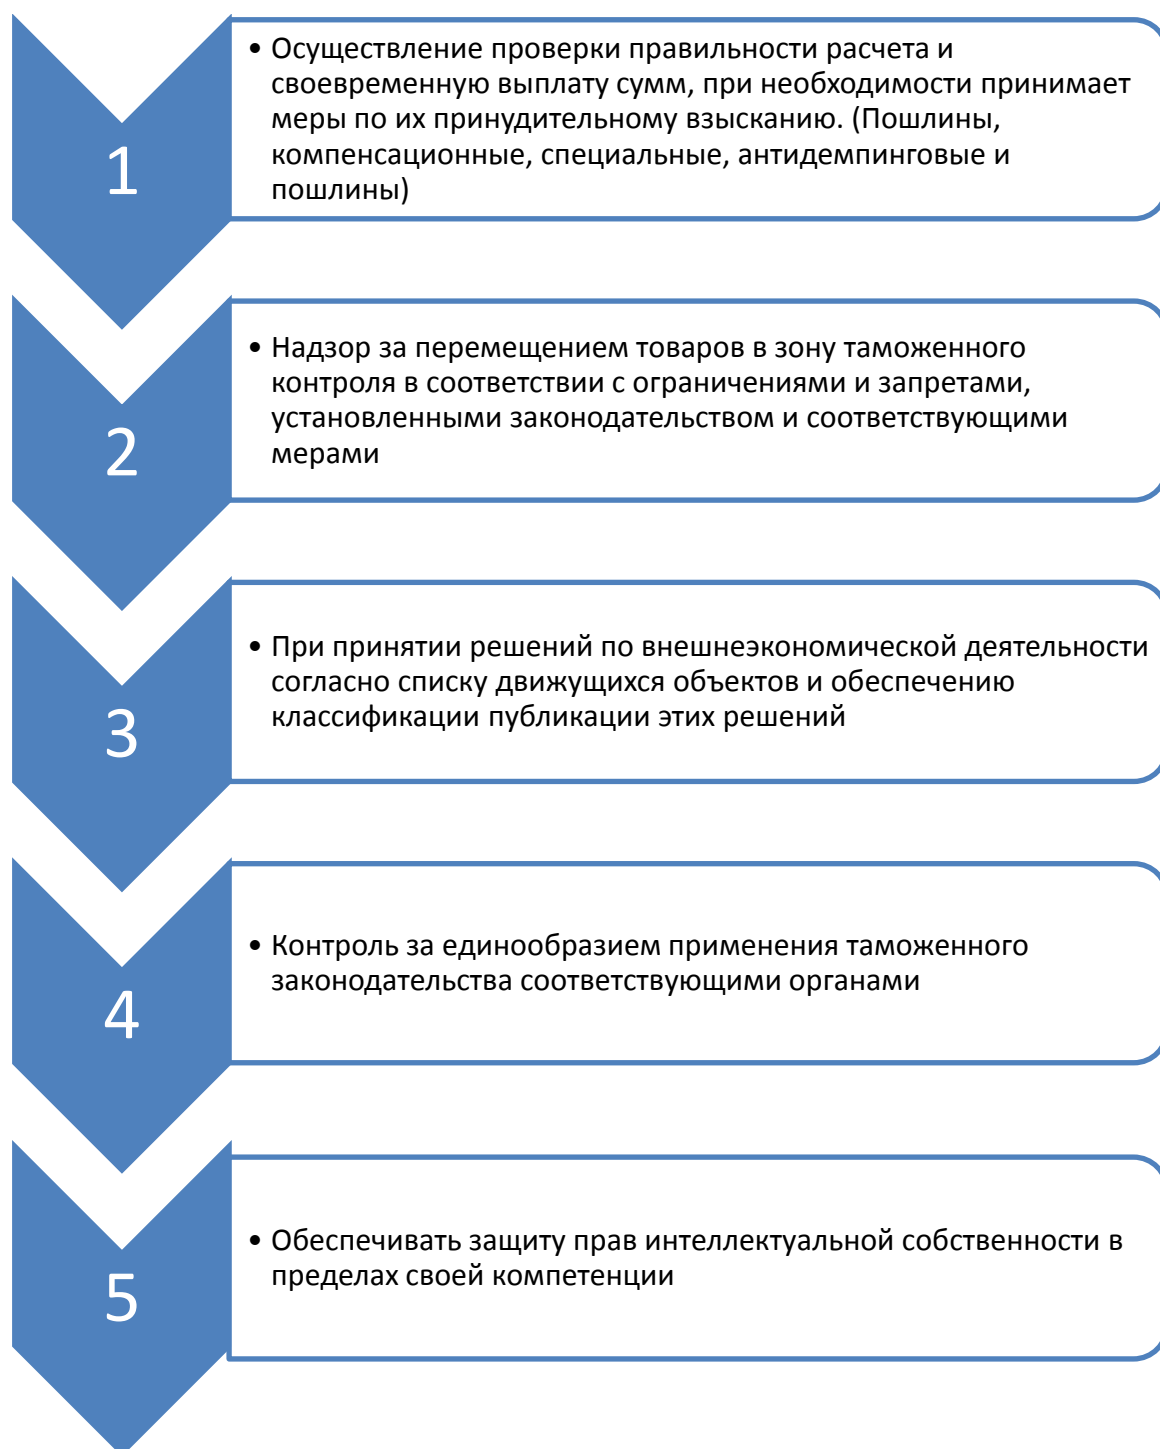 1
• Осуществление проверки правильности расчета и
своевременную выплату сумм, при необходимости принимает
меры по их принудительному взысканию. (Пошлины,
компенсационные, специальные, антидемпинговые и
пошлины)
2
• Надзор за перемещением товаров в зону таможенного
контроля в соответствии с ограничениями и запретами,
установленными законодательством и соответствующими
мерами
3
• При принятии решений по внешнеэкономической деятельности
согласно списку движущихся объектов и обеспечению
классификации публикации этих решений
4
• Контроль за единообразием применения таможенного
законодательства соответствующими органами
5
• Обеспечивать защиту прав интеллектуальной собственности в
пределах своей компетенции